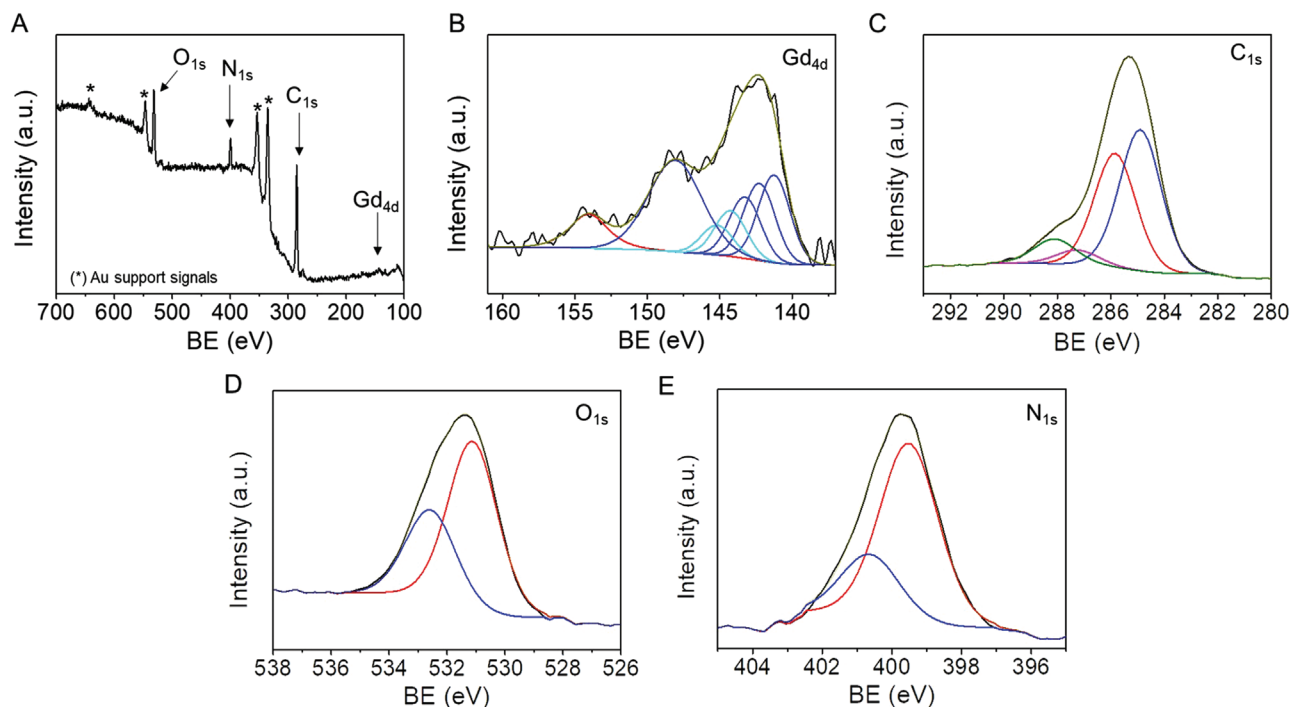 A
O1s
N1s
C1s
Gd4d
*
*
*
*
(*) Au support signals
Intensity (a.u.)
700 600 500 400 300 200 100
BE (eV)
B
Gd4d
Intensity (a.u.)
160 155 150 145 140
BE (eV)
C
C1s
Intensity (a.u.)
292 290 288 286 284 282 280
BE (eV)
D
O1s
Intensity (a.u.)
538 536 534 532 530 528 526
BE (eV)
E
N1s
Intensity (a.u.)
404 402 400 398 396
BE (eV)